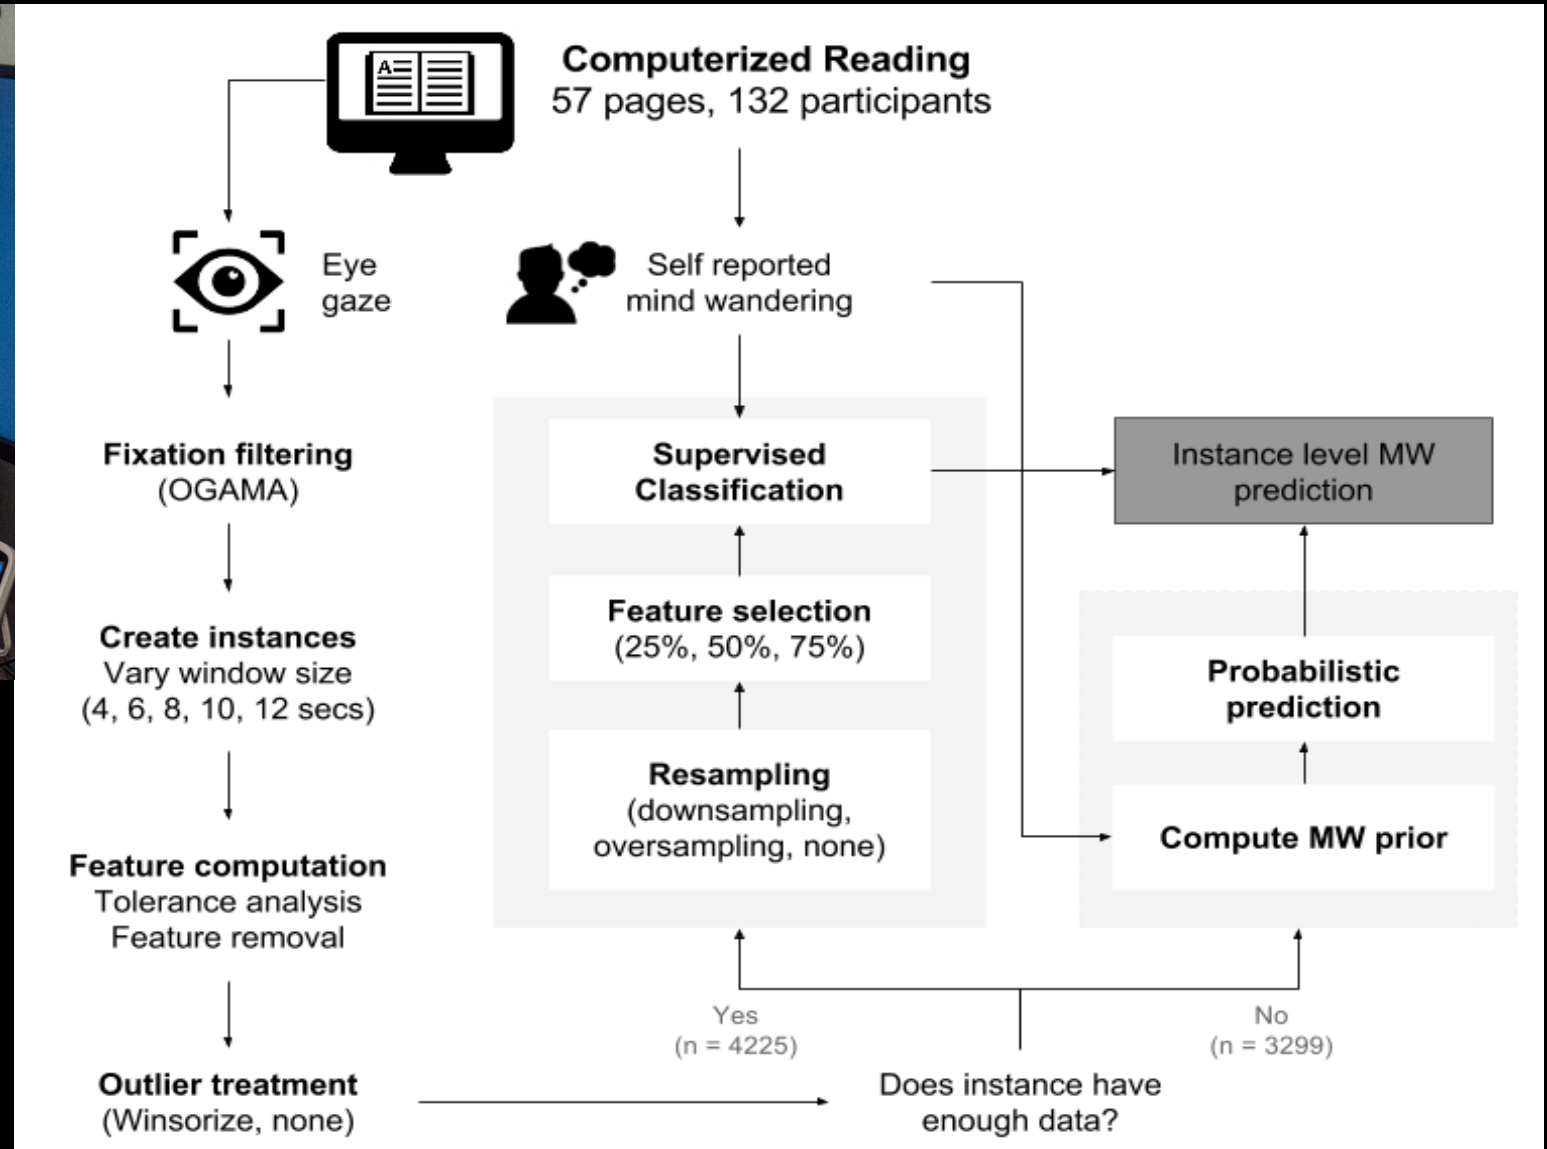 Computerized Reading
57 pages, 132 participants
Eye
gaze
Self reported
mind wandering
Fixation filtering
(OGAMA)
Create instances
Vary window size
(4, 6, 8, 10, 12 secs)
Feature computation
Tolerance analysis
Feature removal
Outlier treatment
(Winsorize, none)
Supervised
Classification
Feature selection
(25%, 50%, 75%)
Resampling
(downsampling,
oversampling, none)
Instance level MW
prediction
Probabilistic
prediction
Compute MW prior
Yes
(n = 4225)
No
(n = 3299)
Does instance have
enough data?
A